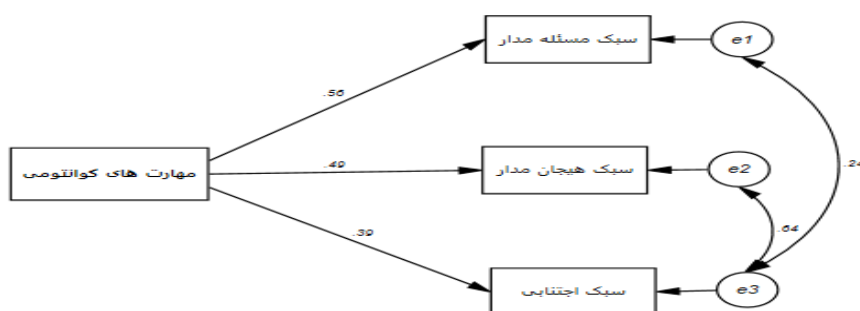 سبک مسئله مدار
e1
.56
.24
مهارت های کوانتومی
.49
سبک هیجان مدار
e2
.64
.39
سبک اجتنابی
e3